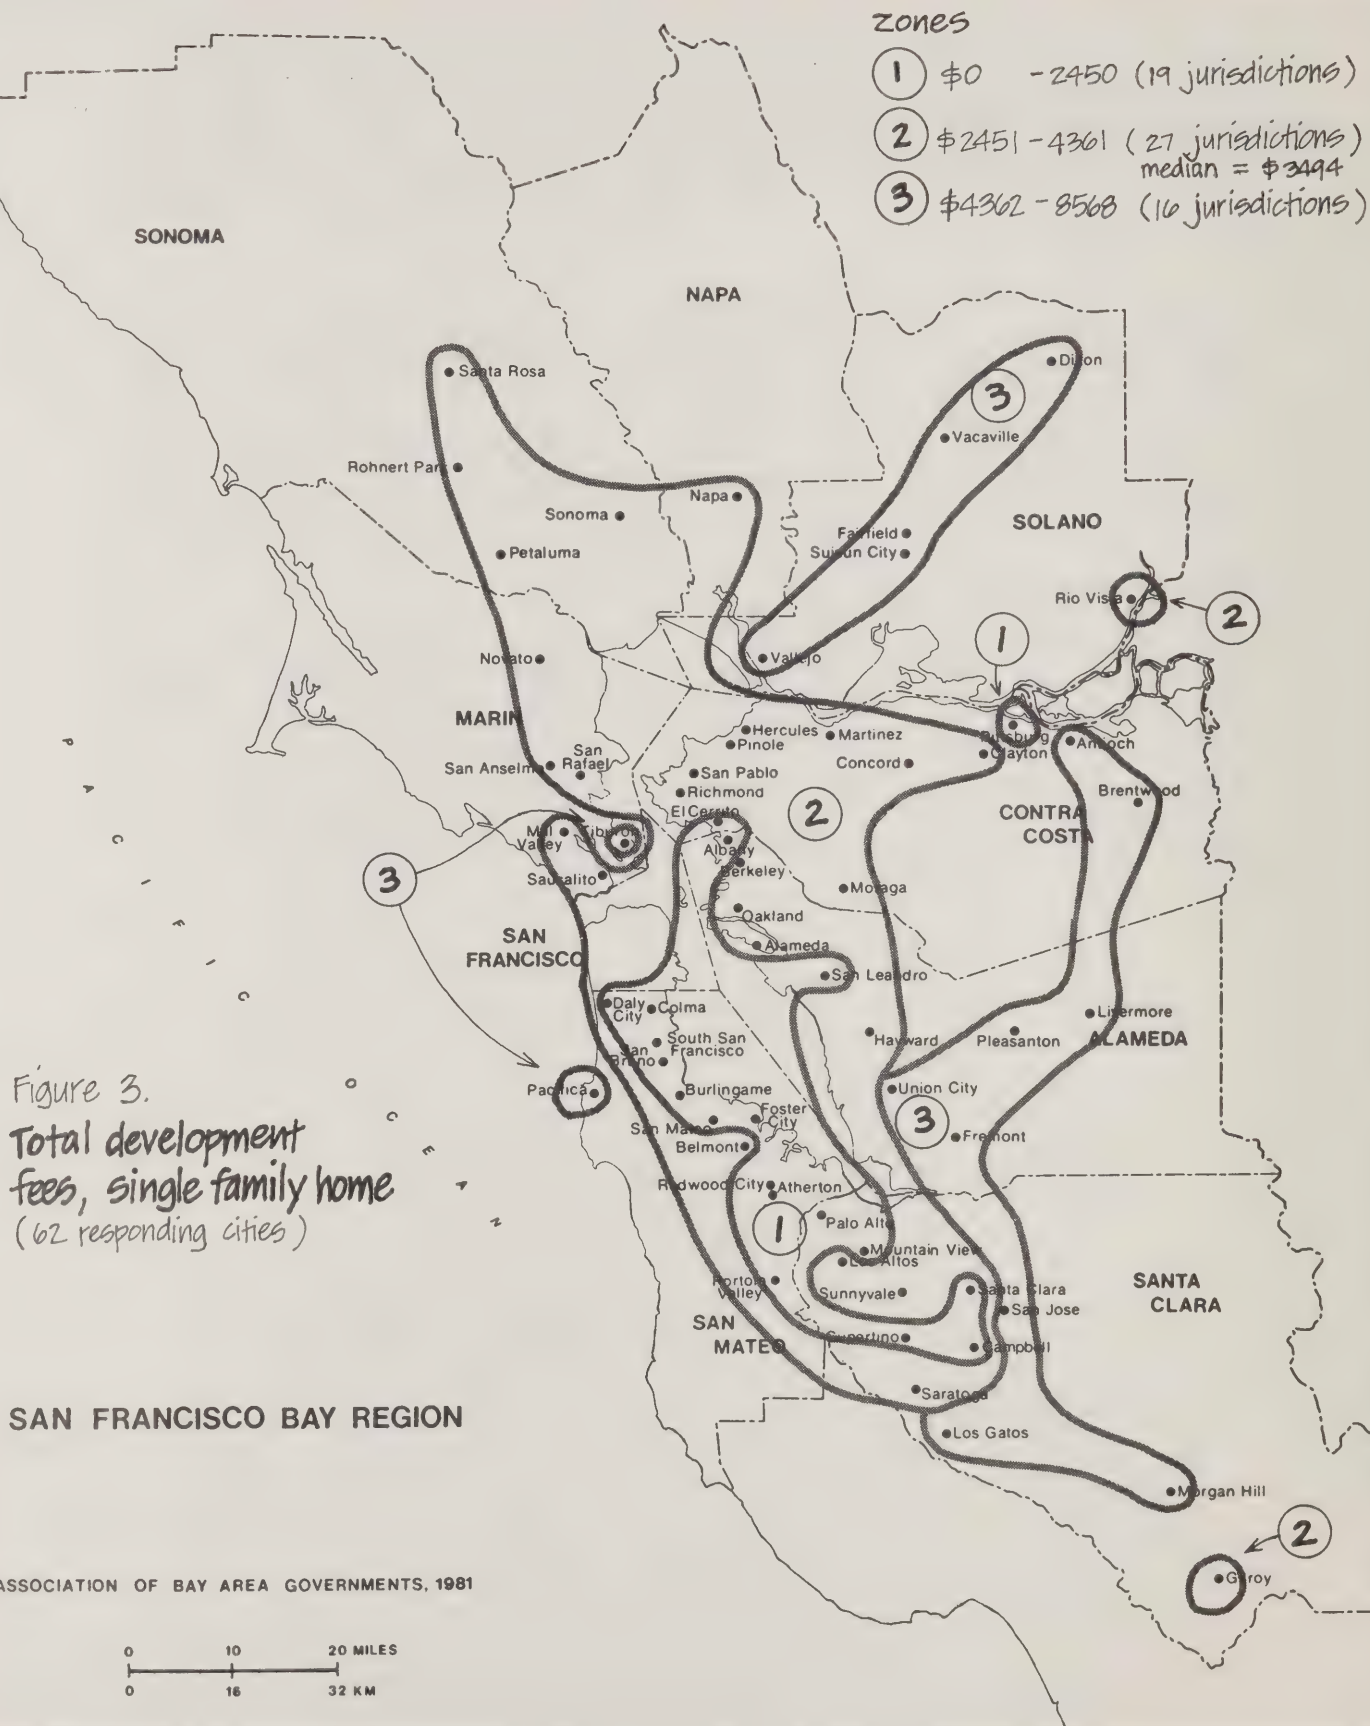 zones
1 $0 - 2450 (19 jurisdictions)
2 $2451 - 4361 (27 jurisdictions)
median = $3494
3 $4362 - 8568 (16 jurisdictions)
SONOMA
NAPA
Santa Rosa
Dixon
3
Vacaville
Rohnert Park
Napa
Sonoma
SOLANO
Fairfield
Suisun City
Petaluma
Rio Vista
2
1
Novato
Vallejo
MARIN
Hercules
Pinole
Martinez
Pittsburg
Antioch
Clayton
San Anselmo
San
Rafael
San Pablo
Concord
Richmond
Brentwood
El Cerrito
2
CONTRA
COSTA
Mill
Valley
Tiburon
Albany
Berkeley
3
Sausalito
Moraga
Oakland
SAN
FRANCISCO
Alameda
San Leandro
Daly
City
Colma
Livermore
South San
Francisco
San
Bruno
Hayward
Pleasanton
ALAMEDA
Pacifica
Burlingame
Union City
Foster
City
San Mateo
3
Fremont
Belmont
PACIFIC
OCEAN
Figure 3.
Total development
fees, single family home
(62 responding cities)
Redwood City
Atherton
1
Palo Alto
Mountain View
Los Altos
Portola
Valley
Sunnyvale
Santa Clara
San Jose
SANTA
CLARA
SAN
MATEO
Cupertino
Campbell
Saratoga
SAN FRANCISCO BAY REGION
Los Gatos
Morgan Hill
2
Gilroy
ASSOCIATION OF BAY AREA GOVERNMENTS, 1981
0 10 20 MILES
0 16 32 KM